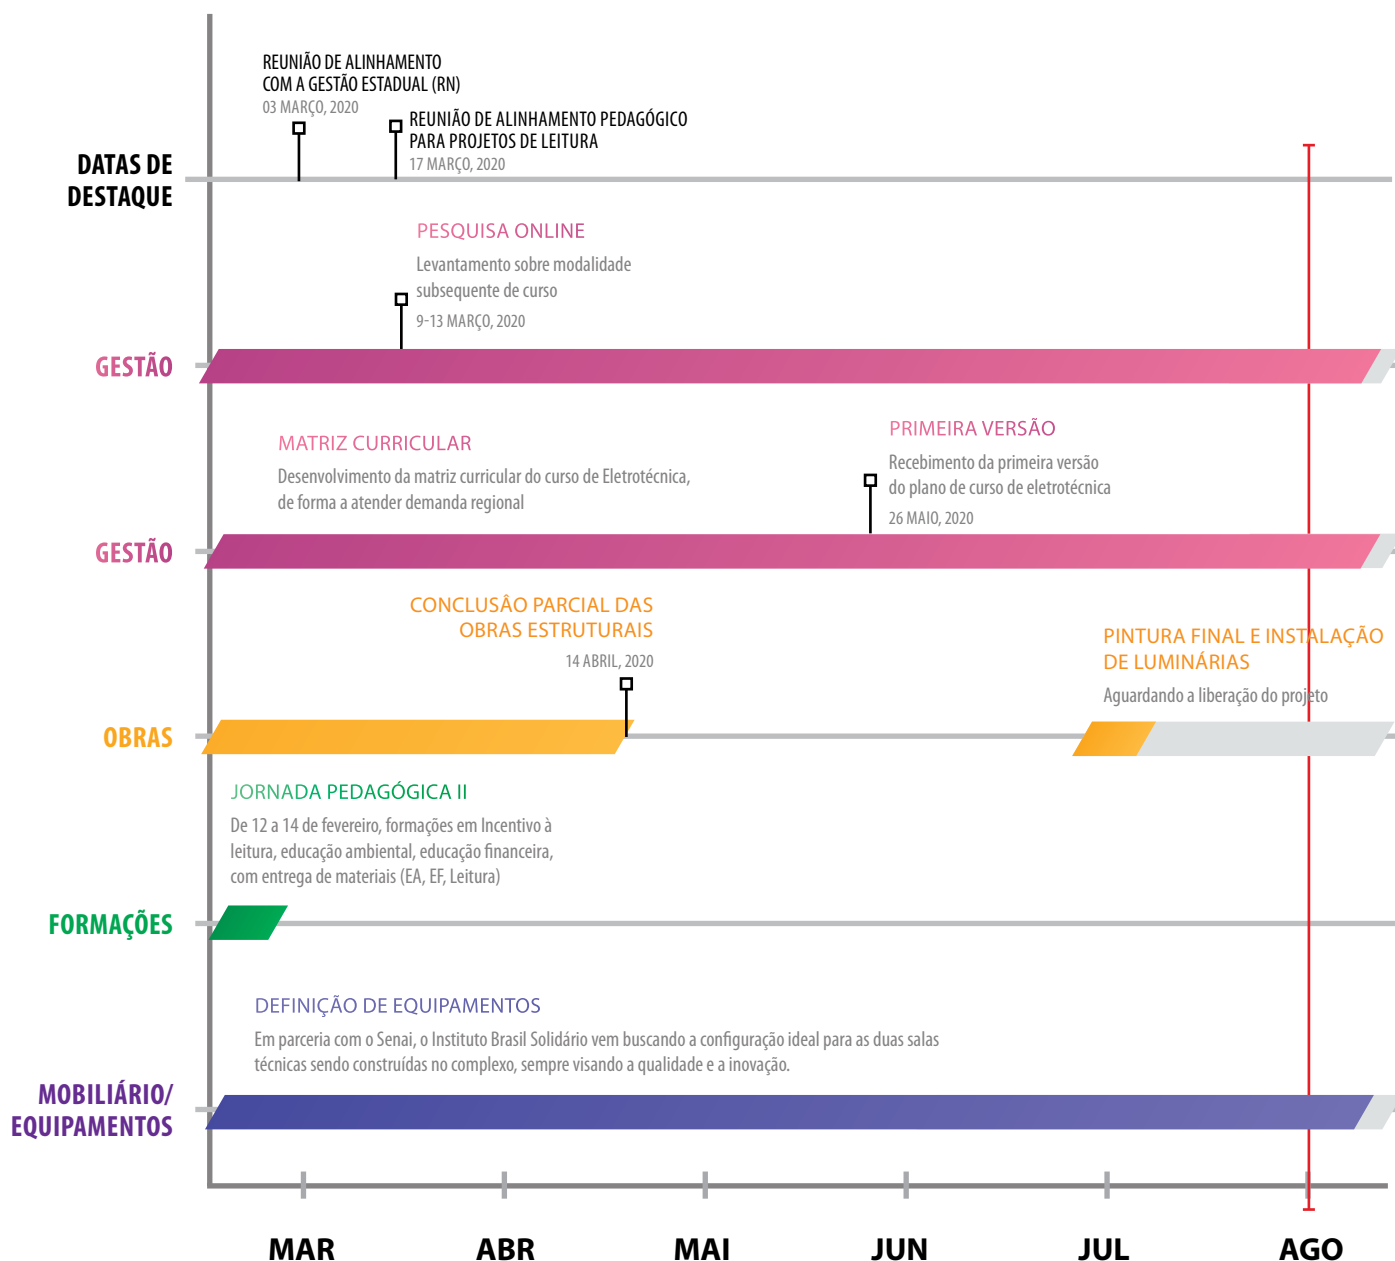 REUNIÃO DE ALINHAMENTO
COM A GESTÃO ESTADUAL (RN)
03 MARÇO, 2020
REUNIÃO DE ALINHAMENTO PEDAGÓGICO
PARA PROJETOS DE LEITURA
17 MARÇO, 2020
DATAS DE
DESTAQUE
PESQUISA ONLINE
Levantamento sobre modalidade
subsequente de curso
9-13 MARÇO, 2020
GESTÃO
MATRIZ CURRICULAR
Desenvolvimento da matriz curricular do curso de Eletrotécnica,
de forma a atender demanda regional
PRIMEIRA VERSÃO
Recebimento da primeira versão
do plano de curso de eletrotécnica
26 MAIO, 2020
GESTÃO
CONCLUSÂO PARCIAL DAS
OBRAS ESTRUTURAIS
14 ABRIL, 2020
PINTURA FINAL E INSTALAÇÃO
DE LUMINÁRIAS
Aguardando a liberação do projeto
OBRAS
JORNADA PEDAGÓGICA II
De 12 a 14 de fevereiro, formações em Incentivo à
leitura, educação ambiental, educação financeira,
com entrega de materiais (EA, EF, Leitura)
FORMAÇÕES
DEFINIÇÃO DE EQUIPAMENTOS
Em parceria com o Senai, o Instituto Brasil Solidário vem buscando a configuração ideal para as duas salas
técnicas sendo construídas no complexo, sempre visando a qualidade e a inovação.
MOBILIÁRIO/
EQUIPAMENTOS
MAR
ABR
MAI
JUN
JUL
AGO